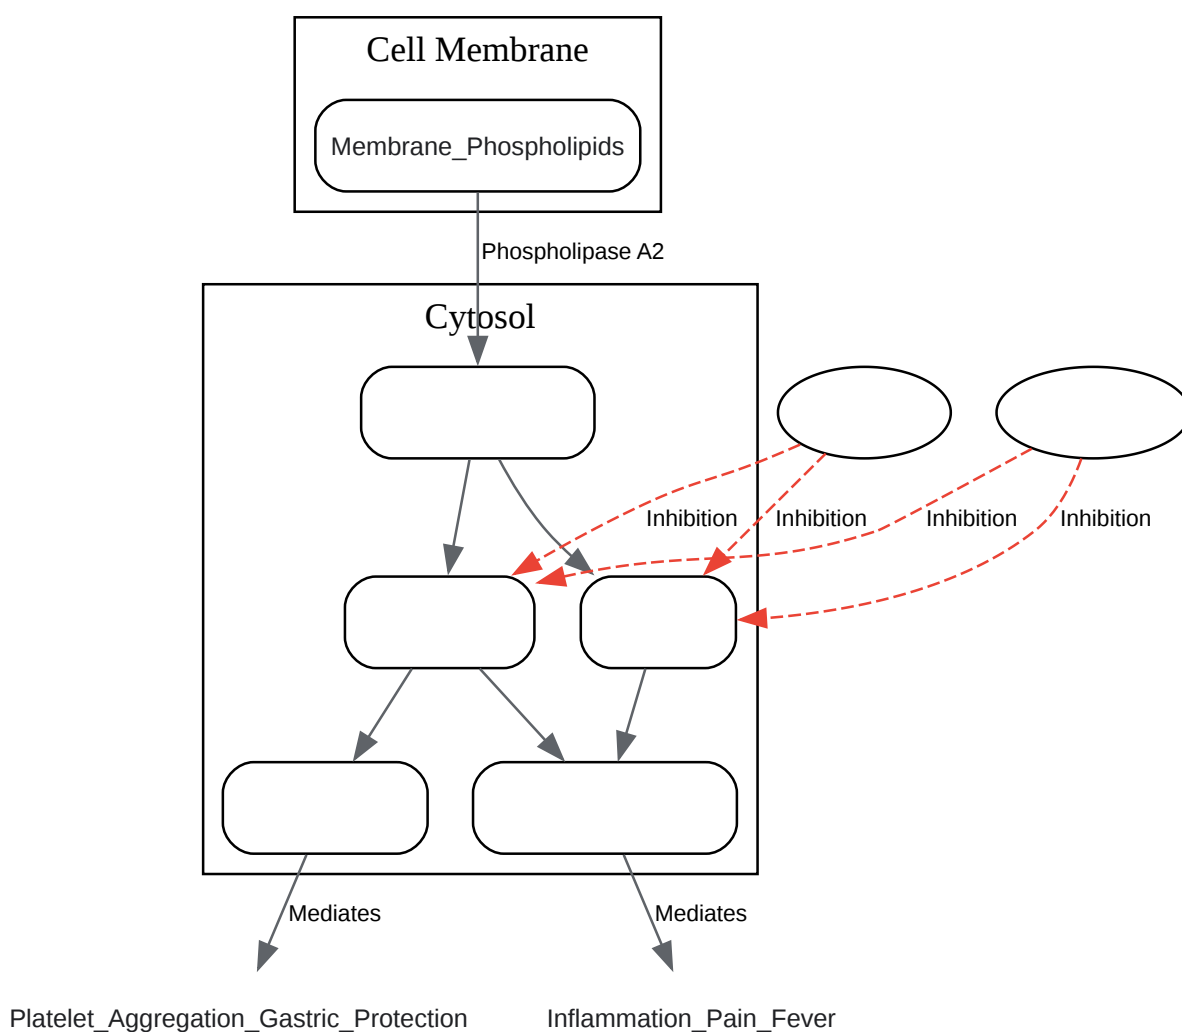 Cell Membrane
Membrane_Phospholipids
Phospholipase A2
Cytosol
Inhibition
Inhibition
Inhibition
Inhibition
Mediates
Mediates
Platelet_Aggregation_Gastric_Protection
Inflammation_Pain_Fever